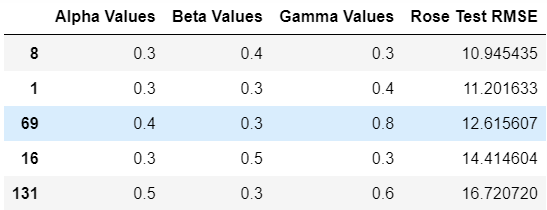 Alpha Values Beta Values Gamma Values Rose Test RMSE
8 0.3 0.4 0.3 10.945435
1 0.3 0.3 0.4 11.201633
69 0.4 0.3 0.8 12.615607
16 0.3 0.5 0.3 14.414604
131 0.5 0.3 0.6 16.720720